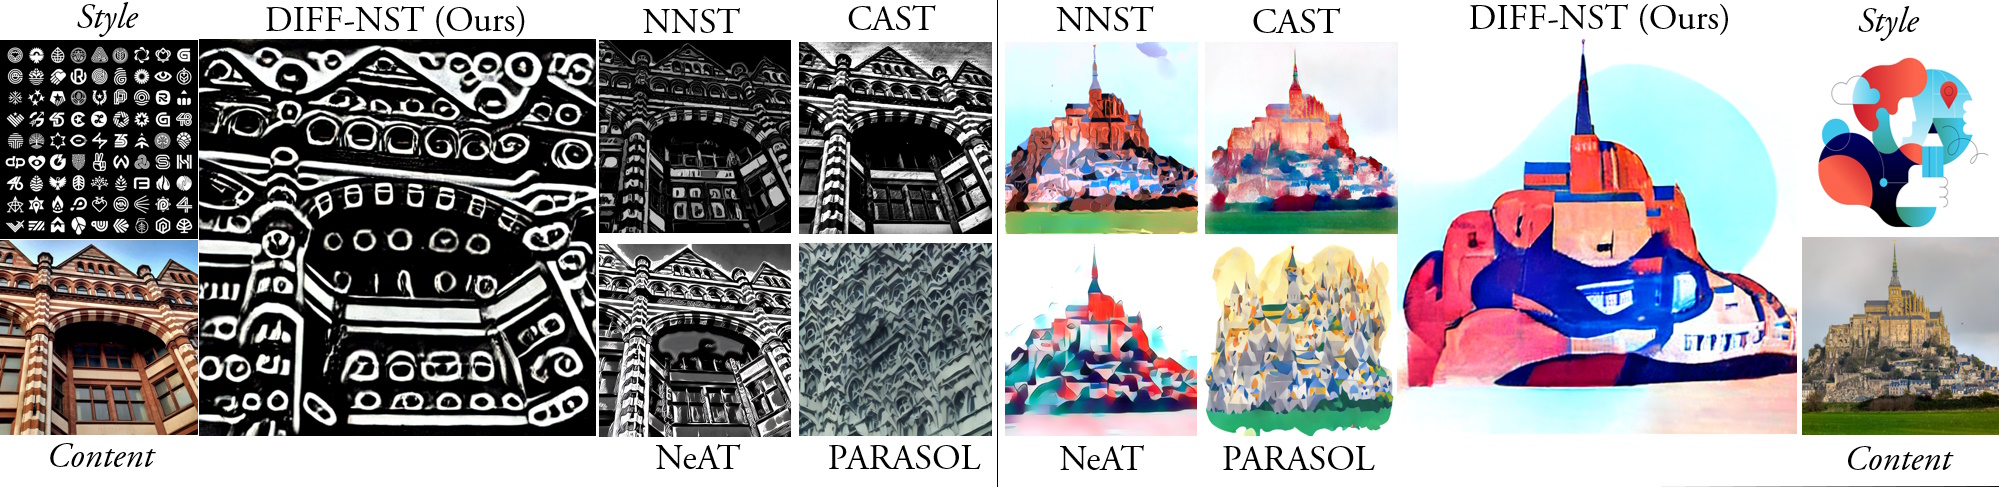 Style
DIFF-NST (Ours)
NNST
CAST
NNST
CAST
DIFF-NST (Ours)
Style
Content
NeAT
PARASOL
NeAT
PARASOL
Content